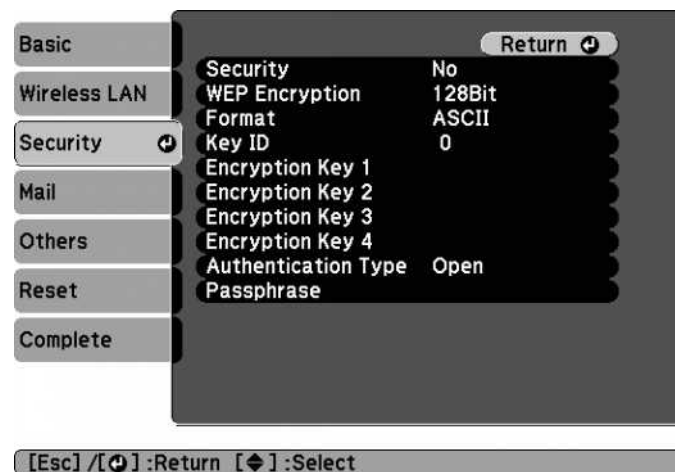 Basic
Wireless LAN
Security
Mail
Others
Reset
Complete
Return
Security No
WEP Encryption 128Bit
Format ASCII
Key ID 0
Encryption Key 1
Encryption Key 2
Encryption Key 3
Encryption Key 4
Authentication Type Open
Passphrase
[Esc] /[⏎] :Return [◆] :Select